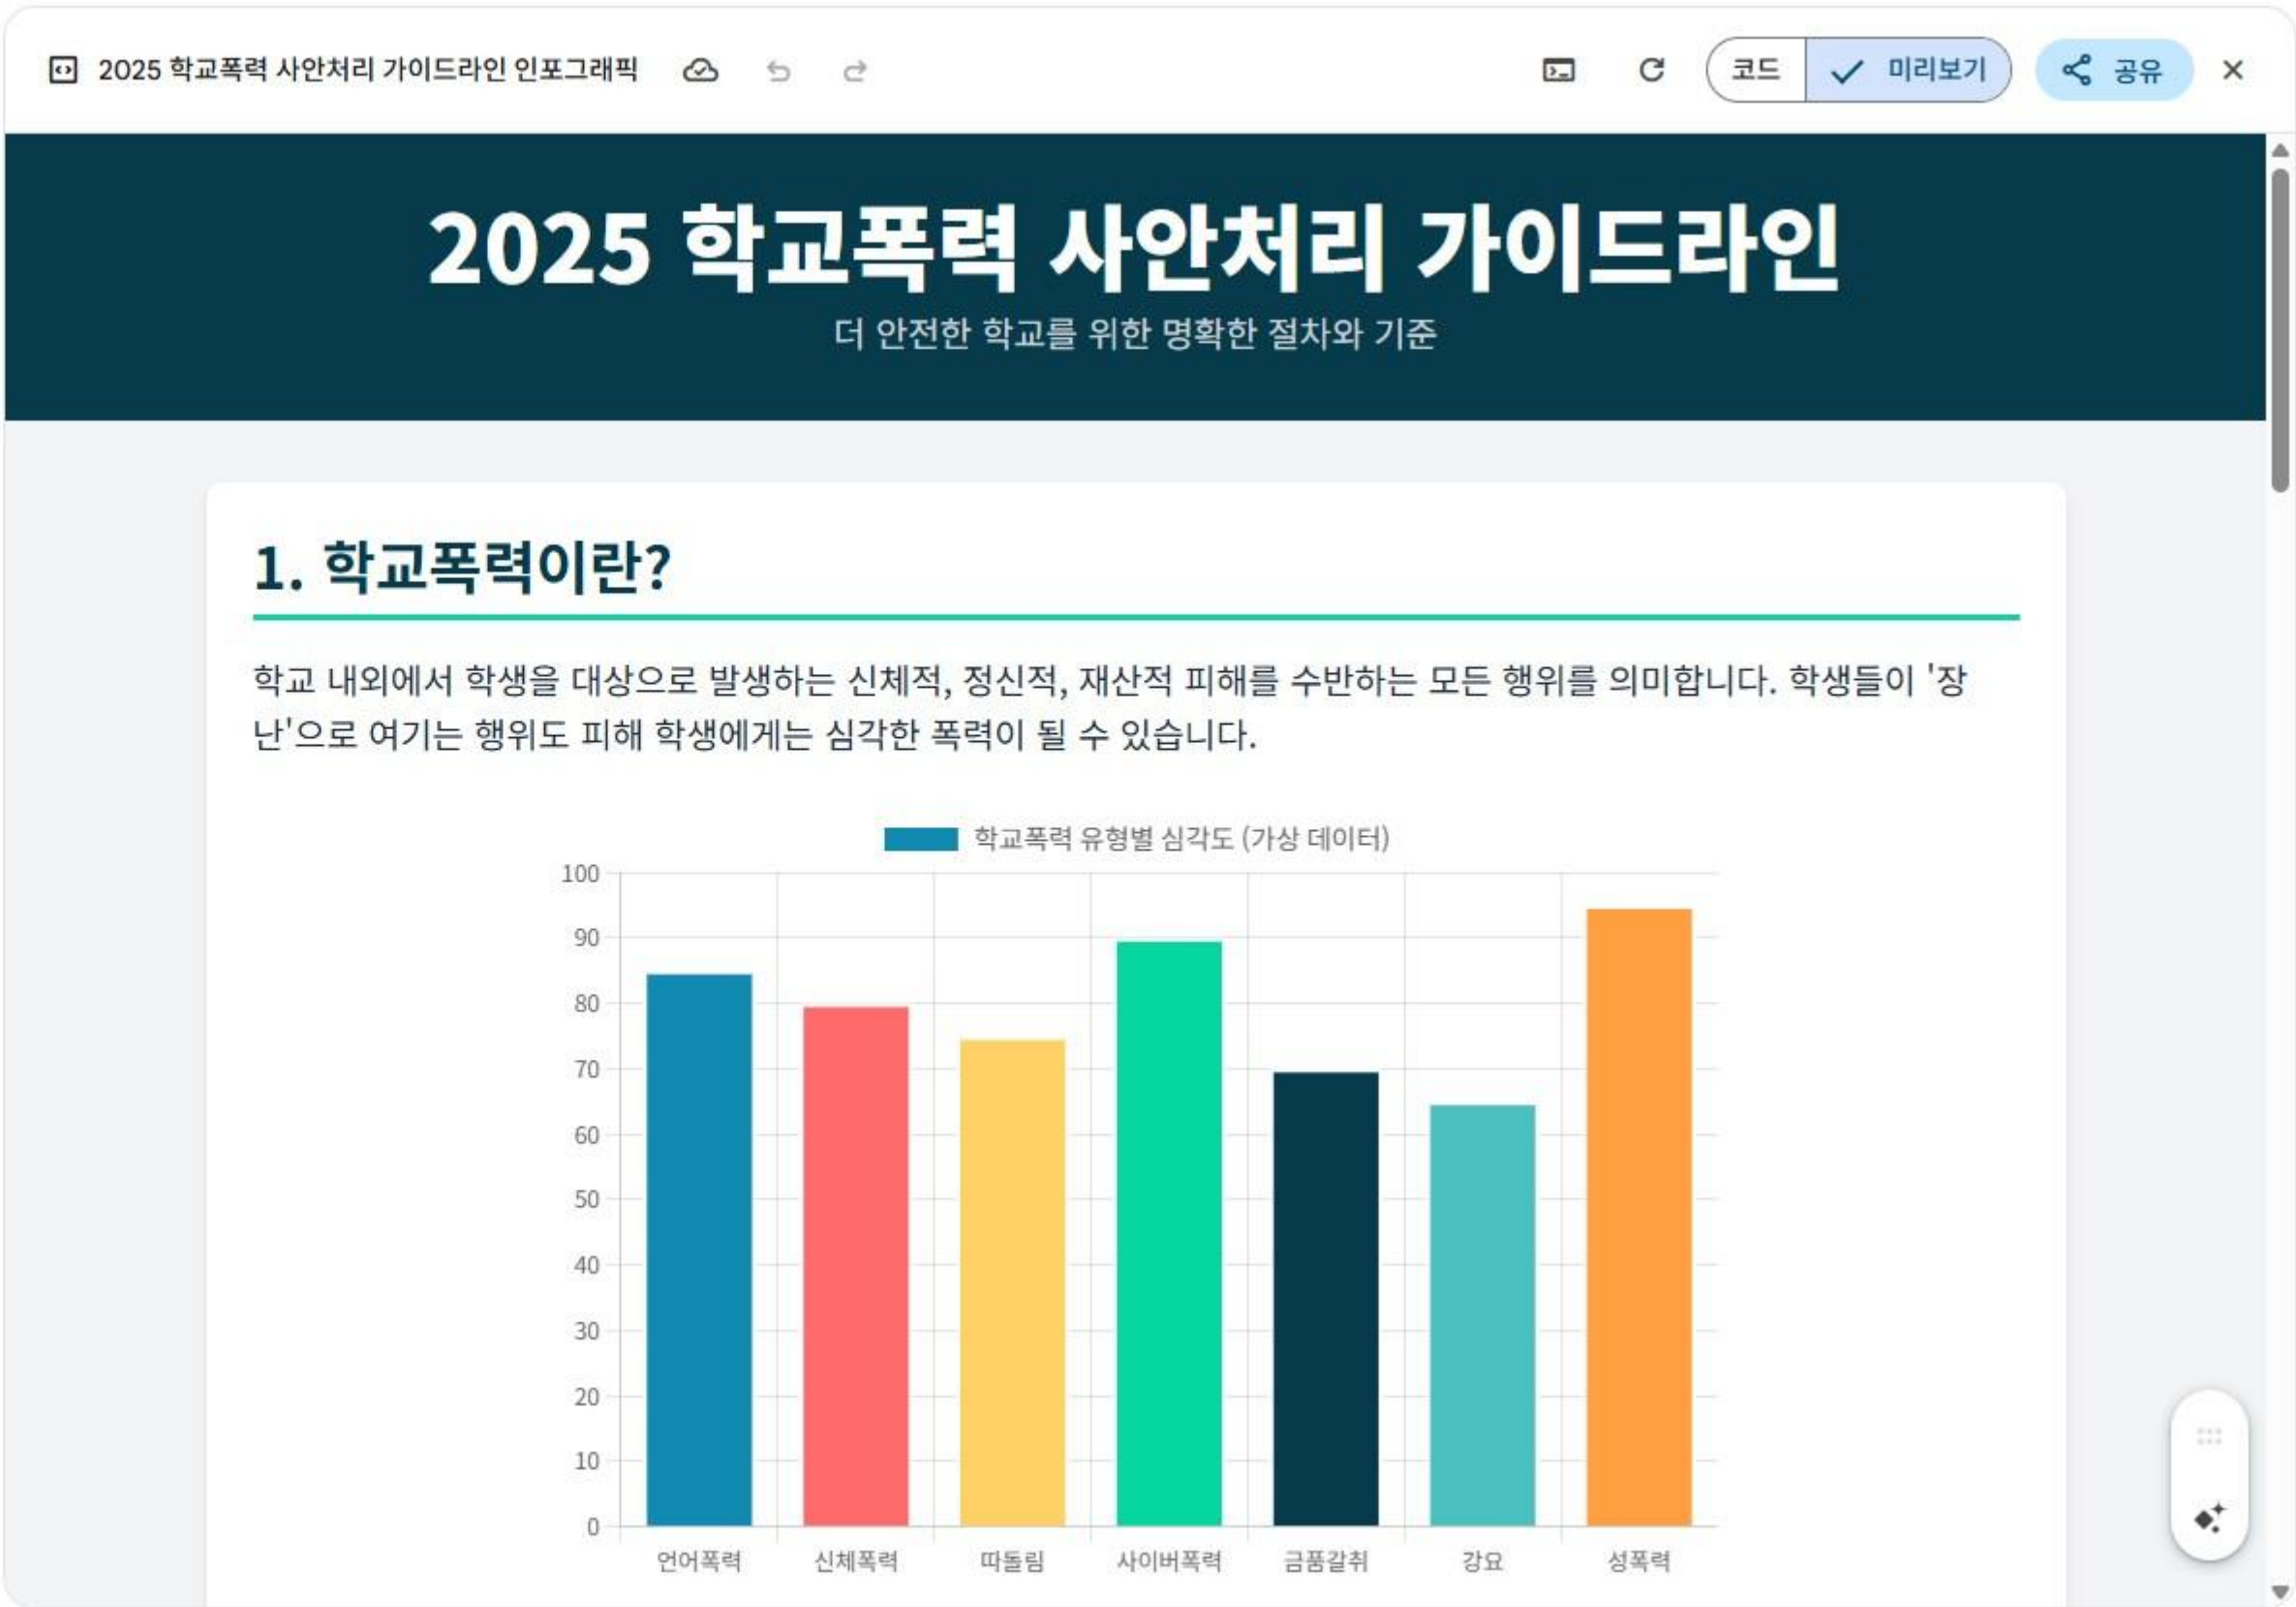 2025 학교폭력 사안처리 가이드라인 인포그래픽
코드
미리보기
공유
2025 학교폭력 사안처리 가이드라인
더 안전한 학교를 위한 명확한 절차와 기준
1. 학교폭력이란?
학교 내외에서 학생을 대상으로 발생하는 신체적, 정신적, 재산적 피해를 수반하는 모든 행위를 의미합니다. 학생들이 '장
난'으로 여기는 행위도 피해 학생에게는 심각한 폭력이 될 수 있습니다.
학교폭력 유형별 심각도 (가상 데이터)
100
90
80
70
60
50
40
30
20
10
0
언어폭력
신체폭력
따돌림
사이버폭력
금품갈취
강요
성폭력